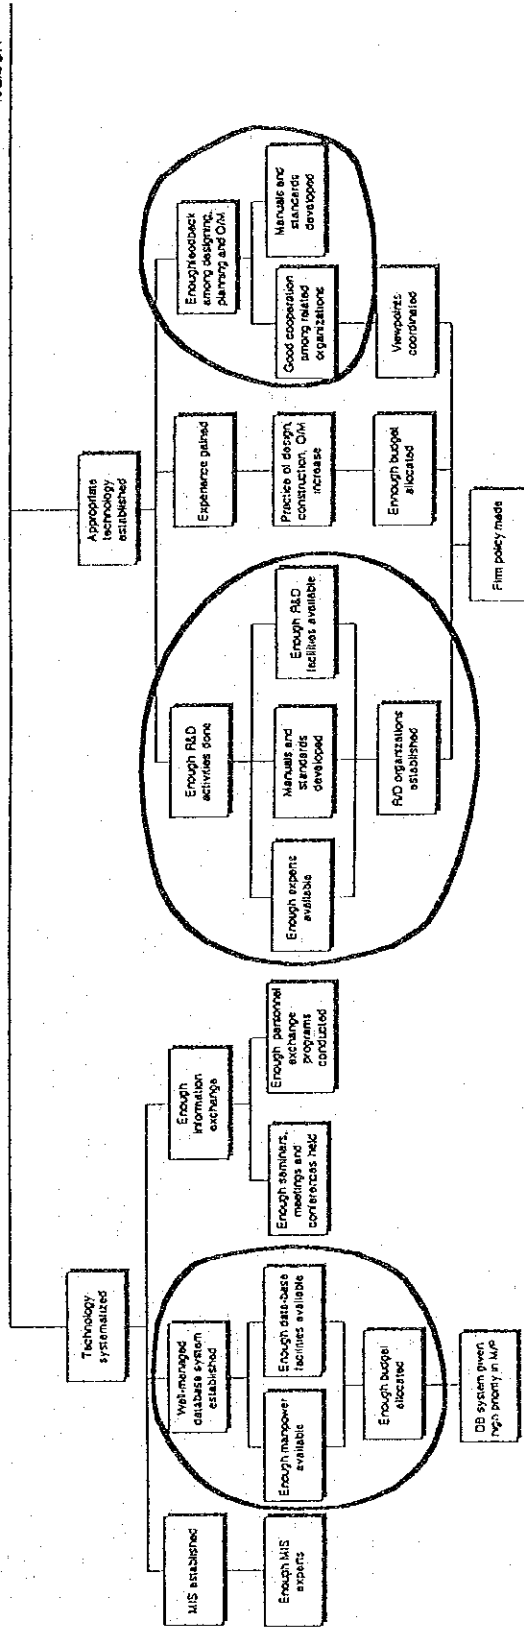 Technology
systematized
Appropriate
technology
established
MIS established
Well-managed
database system
established
Enough
information
exchange
Enough R&D
activities done
Experience gained
Enough feedback
among designing,
planning and O/M
Enough MIS
experts
Enough manpower
available
Enough data-base
facilities available
Enough seminars,
meetings and
conferences held
Enough personnel
exchange
programs
conducted
Enough experts
available
Manuals and
standards
developed
Enough R&D
facilities available
Practice of design,
construction, O/M
increase
Good cooperation
among related
organizations
Manuals and
standards
developed
Enough budget
allocated
R/D organizations
established
Ennough budget
allocated
Viewpoints
coordinated
DB system given
high priority in M/P
Firm policy made